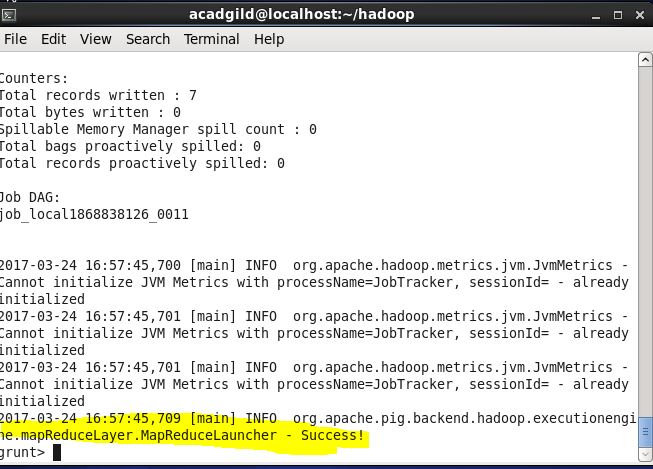 acadgild@localhost:~/hadoop
File Edit View Search Terminal Help
Counters:
Total records written : 7
Total bytes written : 0
Spillable Memory Manager spill count : 0
Total bags proactively spilled: 0
Total records proactively spilled: 0
Job DAG:
job_local1868838126_0011
2017-03-24 16:57:45,700 [main] INFO  org.apache.hadoop.metrics.jvm.JvmMetrics -
Cannot initialize JVM Metrics with processName=JobTracker, sessionId= - already
initialized
2017-03-24 16:57:45,701 [main] INFO  org.apache.hadoop.metrics.jvm.JvmMetrics -
Cannot initialize JVM Metrics with processName=JobTracker, sessionId= - already
initialized
2017-03-24 16:57:45,701 [main] INFO  org.apache.hadoop.metrics.jvm.JvmMetrics -
Cannot initialize JVM Metrics with processName=JobTracker, sessionId= - already
initialized
2017-03-24 16:57:45,709 [main] INFO  org.apache.pig.backend.hadoop.executionengi
ne.mapReduceLayer.MapReduceLauncher - Success!
grunt>